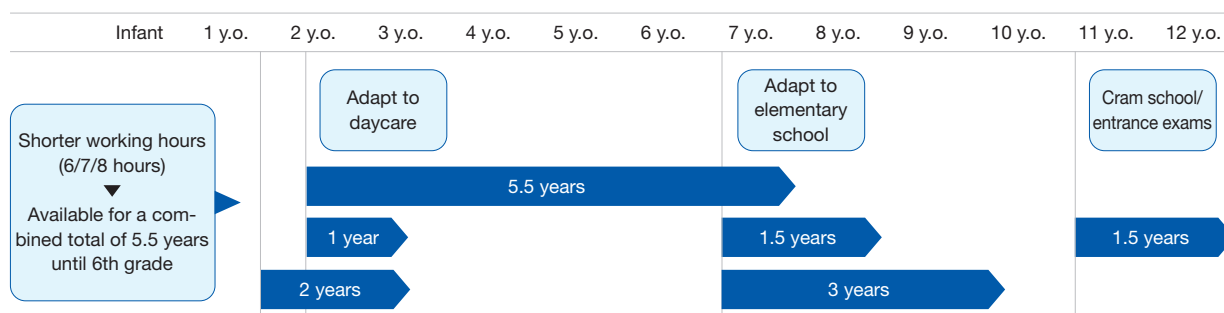 Infant 1 y.o. 2 y.o. 3 y.o. 4 y.o. 5 y.o. 6 y.o. 7 y.o. 8 y.o. 9 y.o. 10 y.o. 11 y.o. 12 y.o.
Shorter working hours
(6/7/8 hours)
▼
Available for a com-
bined total of 5.5 years
until 6th grade
Adapt to
daycare
Adapt to
elementary
school
Cram school/
entrance exams
5.5 years
1 year
1.5 years
1.5 years
2 years
3 years